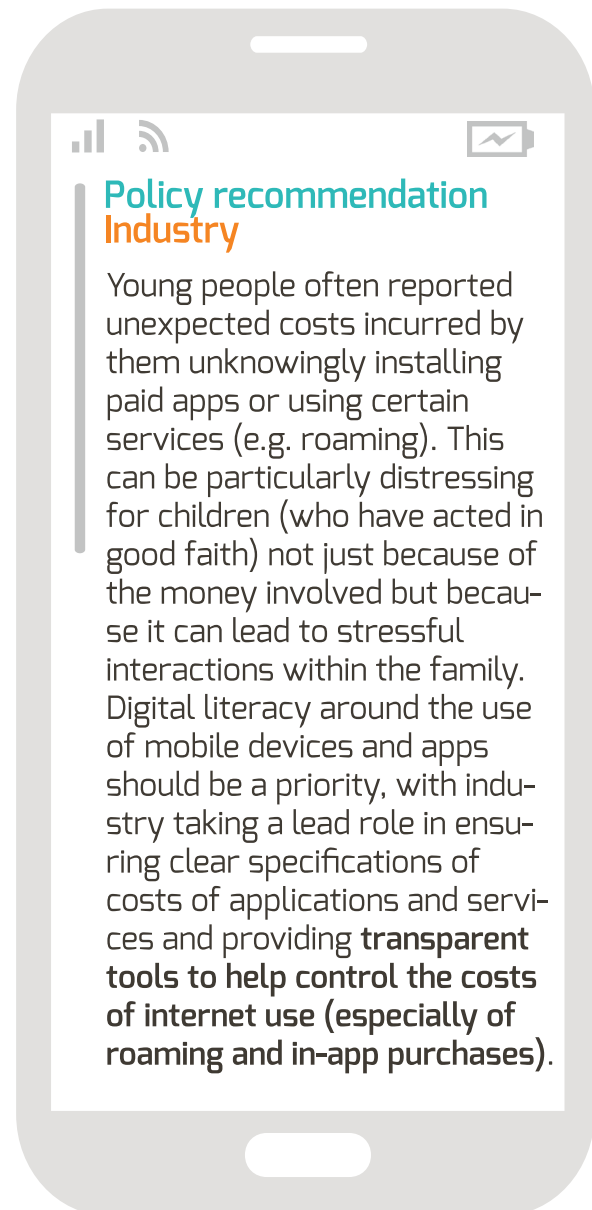 Policy recommendation
Industry
Young people often reported
unexpected costs incurred by
them unknowingly installing
paid apps or using certain
services (e.g. roaming). This
can be particularly distressing
for children (who have acted in
good faith) not just because of
the money involved but becau-
se it can lead to stressful
interactions within the family.
Digital literacy around the use
of mobile devices and apps
should be a priority, with indu-
stry taking a lead role in ensu-
ring clear specifications of
costs of applications and servi-
ces and providing transparent
tools to help control the costs
of internet use (especially of
roaming and in-app purchases).